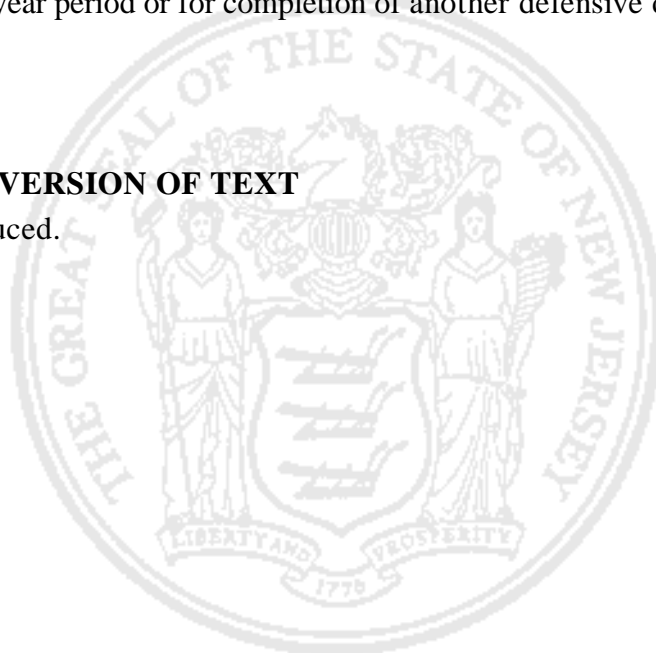 year period or for completion of another defensive
VERSION OF TEXT
uced.
THE GREAT SEAL OF THE STATE OF NEW JERSEY
LIBERTY AND PROSPERITY
1776